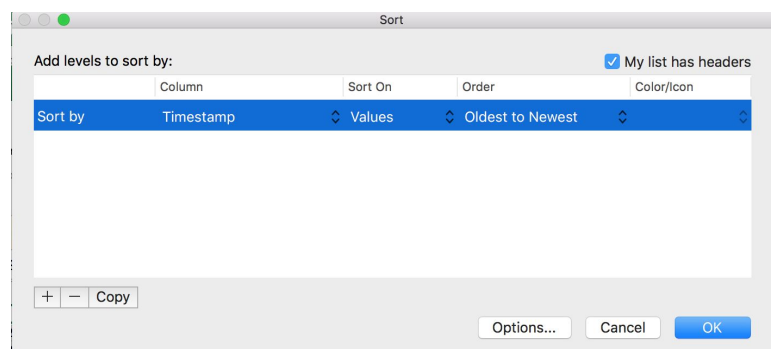 Sort
Add levels to sort by:
My list has headers
Column Sort On Order Color/Icon
Sort by Timestamp Values Oldest to Newest
+ − Copy
Options... Cancel OK